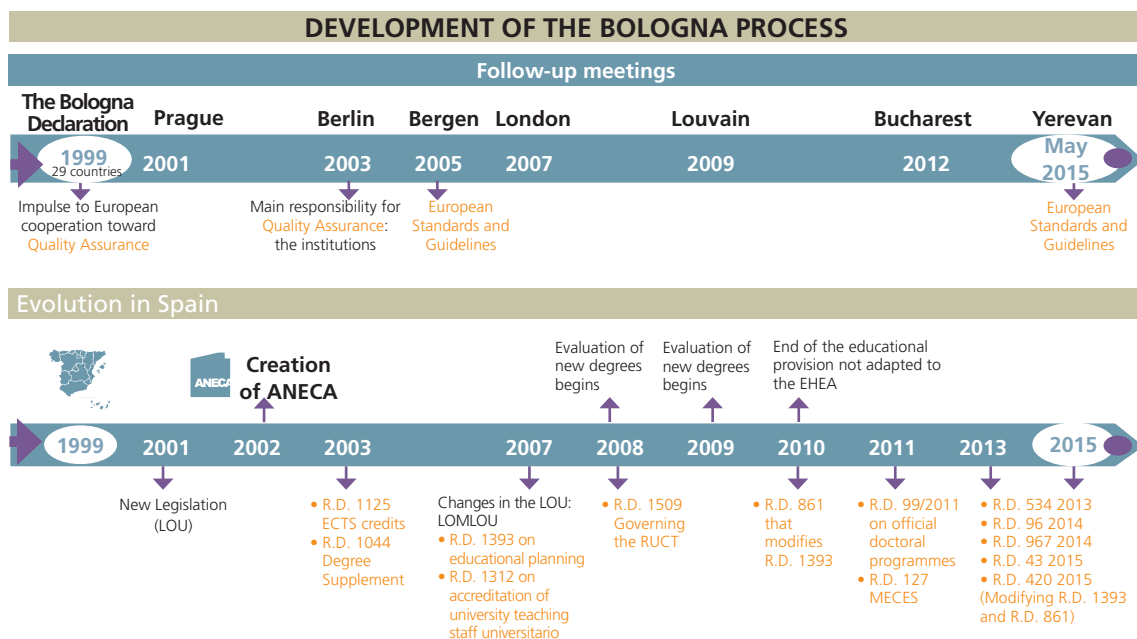 DEVELOPMENT OF THE BOLOGNA PROCESS
Follow-up meetings
The Bologna
Declaration
Prague
Berlin
Bergen
London
Louvain
Bucharest
Yerevan
1999
29 countries
2001
2003
2005
2007
2009
2012
May
2015
Impulse to European
cooperation toward
Quality Assurance
Main responsibility for
Quality Assurance:
the institutions
European
Standards and
Guidelines
European
Standards and
Guidelines
Evolution in Spain
ANECA
Creation
of ANECA
Evaluation of
new degrees
begins
Evaluation of
new degrees
begins
End of the educational
provision not adapted to
the EHEA
1999
2001
2002
2003
2007
2008
2009
2010
2011
2013
2015
New Legislation
(LOU)
• R.D. 1125
ECTS credits
• R.D. 1044
Degree
Supplement
Changes in the LOU:
LOMLOU
• R.D. 1393 on
educational planning
• R.D. 1312 on
accreditation of
university teaching
staff universitario
• R.D. 1509
Governing
the RUCT
• R.D. 861
that
modifies
R.D. 1393
• R.D. 99/2011
on official
doctoral
programmes
• R.D. 127
MECES
• R.D. 534 2013
• R.D. 96 2014
• R.D. 967 2014
• R.D. 43 2015
• R.D. 420 2015
(Modifying R.D. 1393
and R.D. 861)